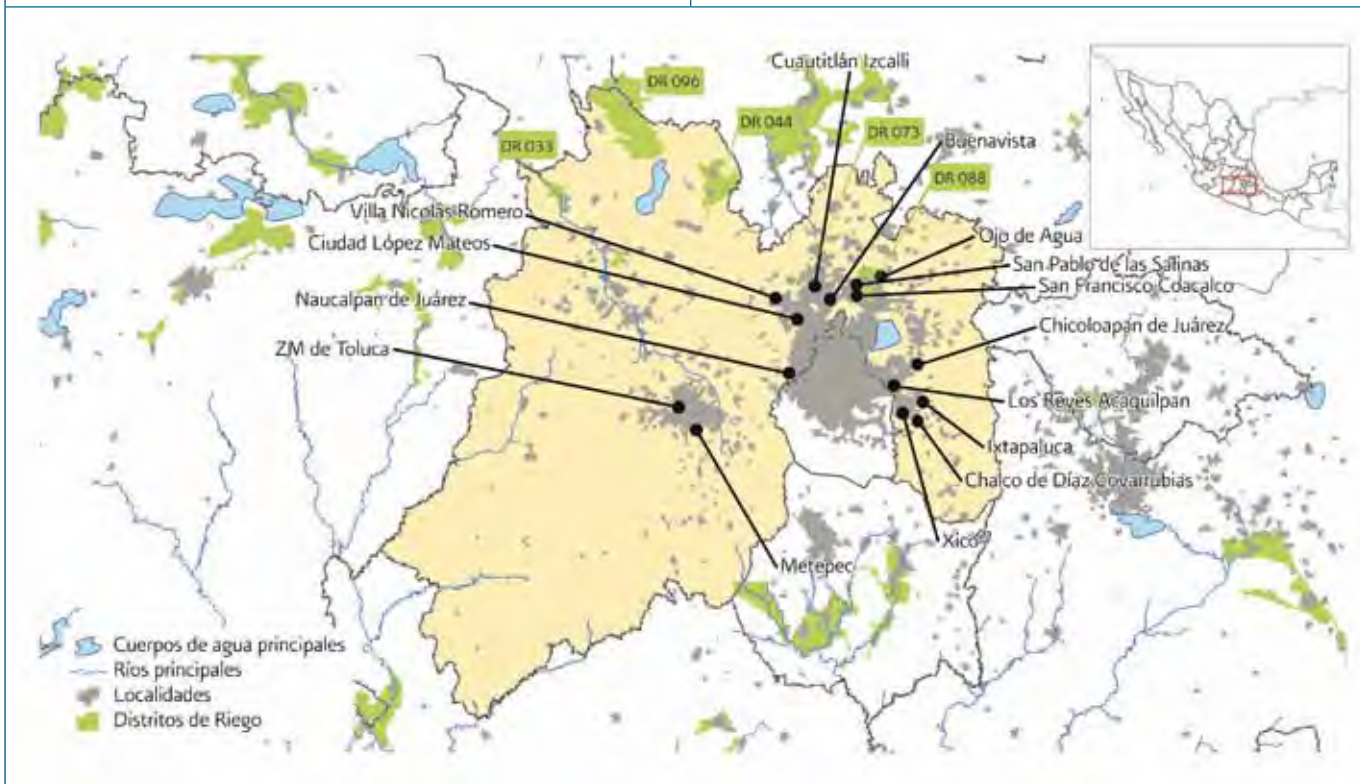 Cuautitlán Izcalli
DR 096
DR 044
DR 073
DR 033
Buenavista
DR 088
Villa Nicolás Romero
Ciudad López Mateos
Ojo de Agua
San Pablo de las Salinas
San Francisco Coacalco
Naucalpan de Juárez
Chicoloapan de Juárez
ZM de Toluca
Los Reyes Acaquilpan
Ixtapaluca
Chalco de Díaz Covarrubias
Xico
Metepec
Cuerpos de agua principales
Ríos principales
Localidades
Distritos de Riego